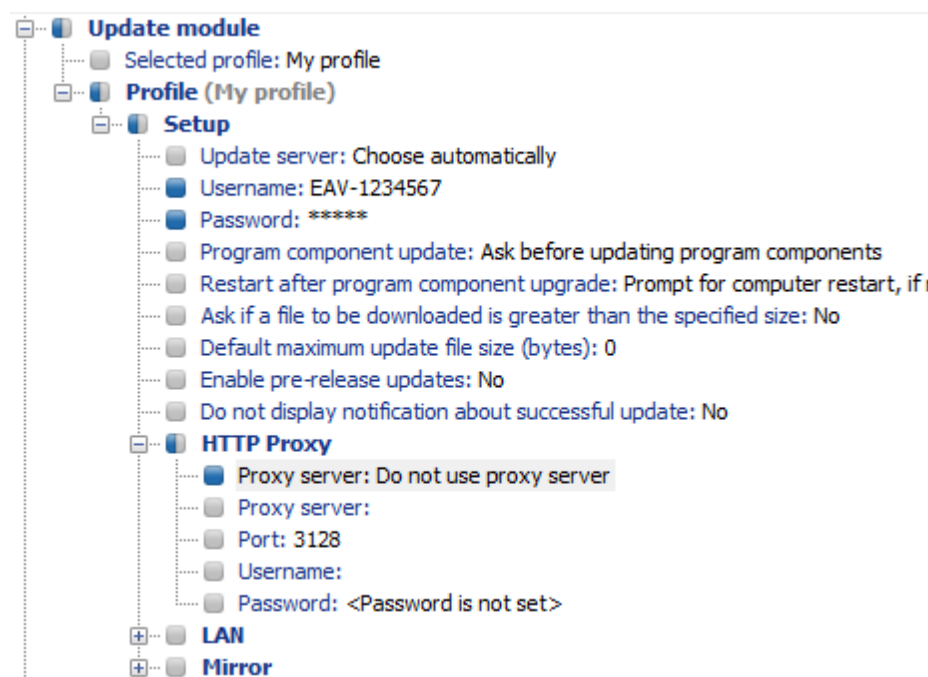 Update module
Selected profile: My profile
Profile (My profile)
Setup
Update server: Choose automatically
Username: EAV-1234567
Password: *****
Program component update: Ask before updating program components
Restart after program component upgrade: Prompt for computer restart, if
Ask if a file to be downloaded is greater than the specified size: No
Default maximum update file size (bytes): 0
Enable pre-release updates: No
Do not display notification about successful update: No
HTTP Proxy
Proxy server: Do not use proxy server
Proxy server:
Port: 3128
Username:
Password: <Password is not set>
LAN
Mirror